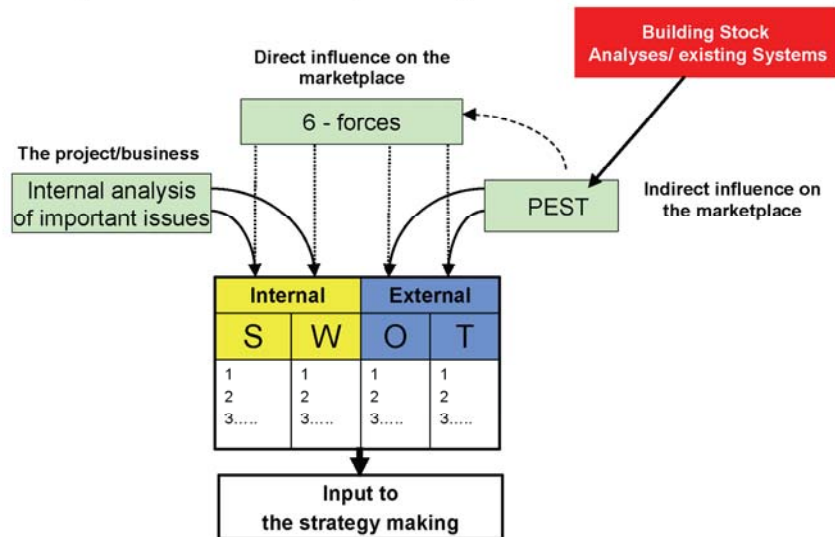 Building Stock
Analyses/ existing Systems
Direct influence on the
marketplace
6 - forces
The project/business
Internal analysis
of important issues
PEST
Indirect influence on
the marketplace
Internal
External
S
W
O
T
1
1
1
1
2
2
2
2
3.....
3.....
3.....
3.....
Input to
the strategy making